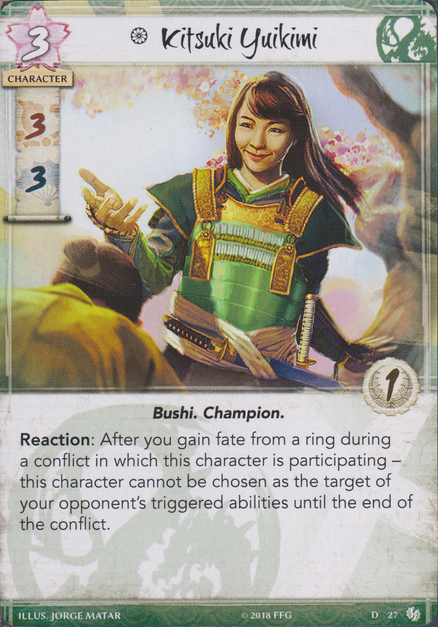 3
Kitsuki Yuikimi
CHARACTER
3
3
1
Bushi. Champion.
Reaction: After you gain fate from a ring during
a conflict in which this character is participating –
this character cannot be chosen as the target of
your opponent's triggered abilities until the end of
the conflict.
ILLUS. JORGE MATAR © 2018 FFG D 27